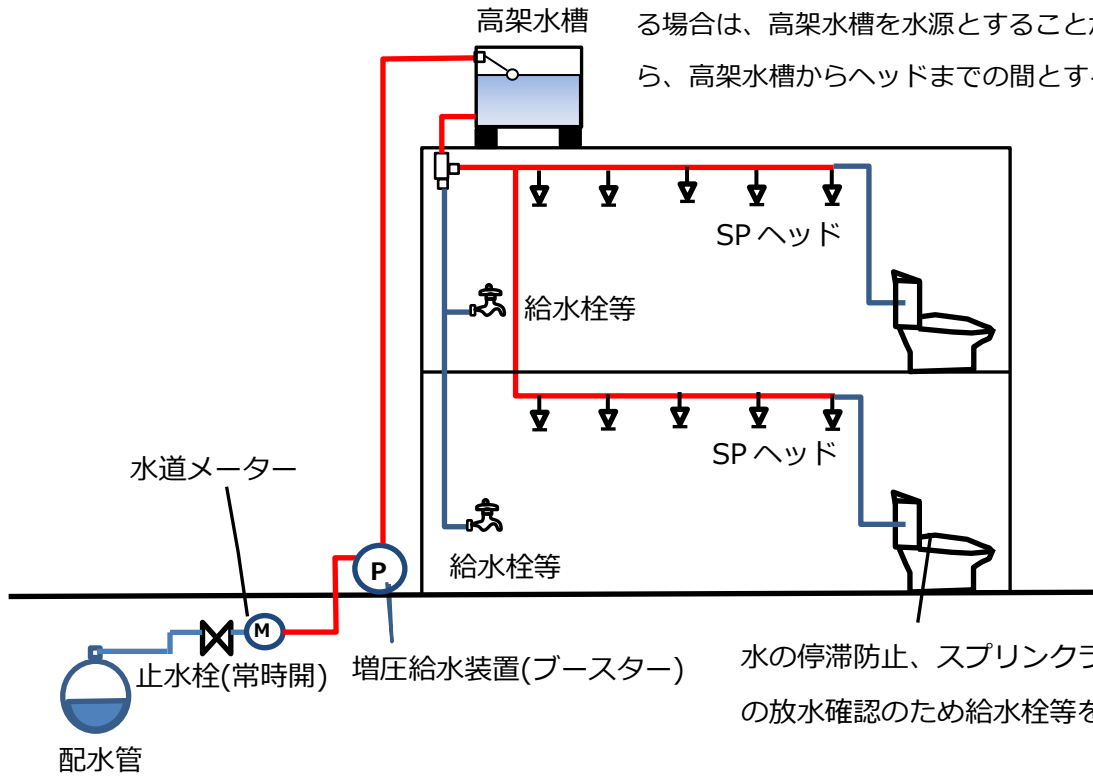 高架水槽
る場合は、高架水槽を水源とすることか
ら、高架水槽からヘッドまでの間とす
SP ヘッド
給水栓等
SP ヘッド
水道メーター
給水栓等
P
M
止水栓(常時開)
増圧給水装置(ブースター)
配水管
水の停滞防止、スプリンクラ
の放水確認のため給水栓等を